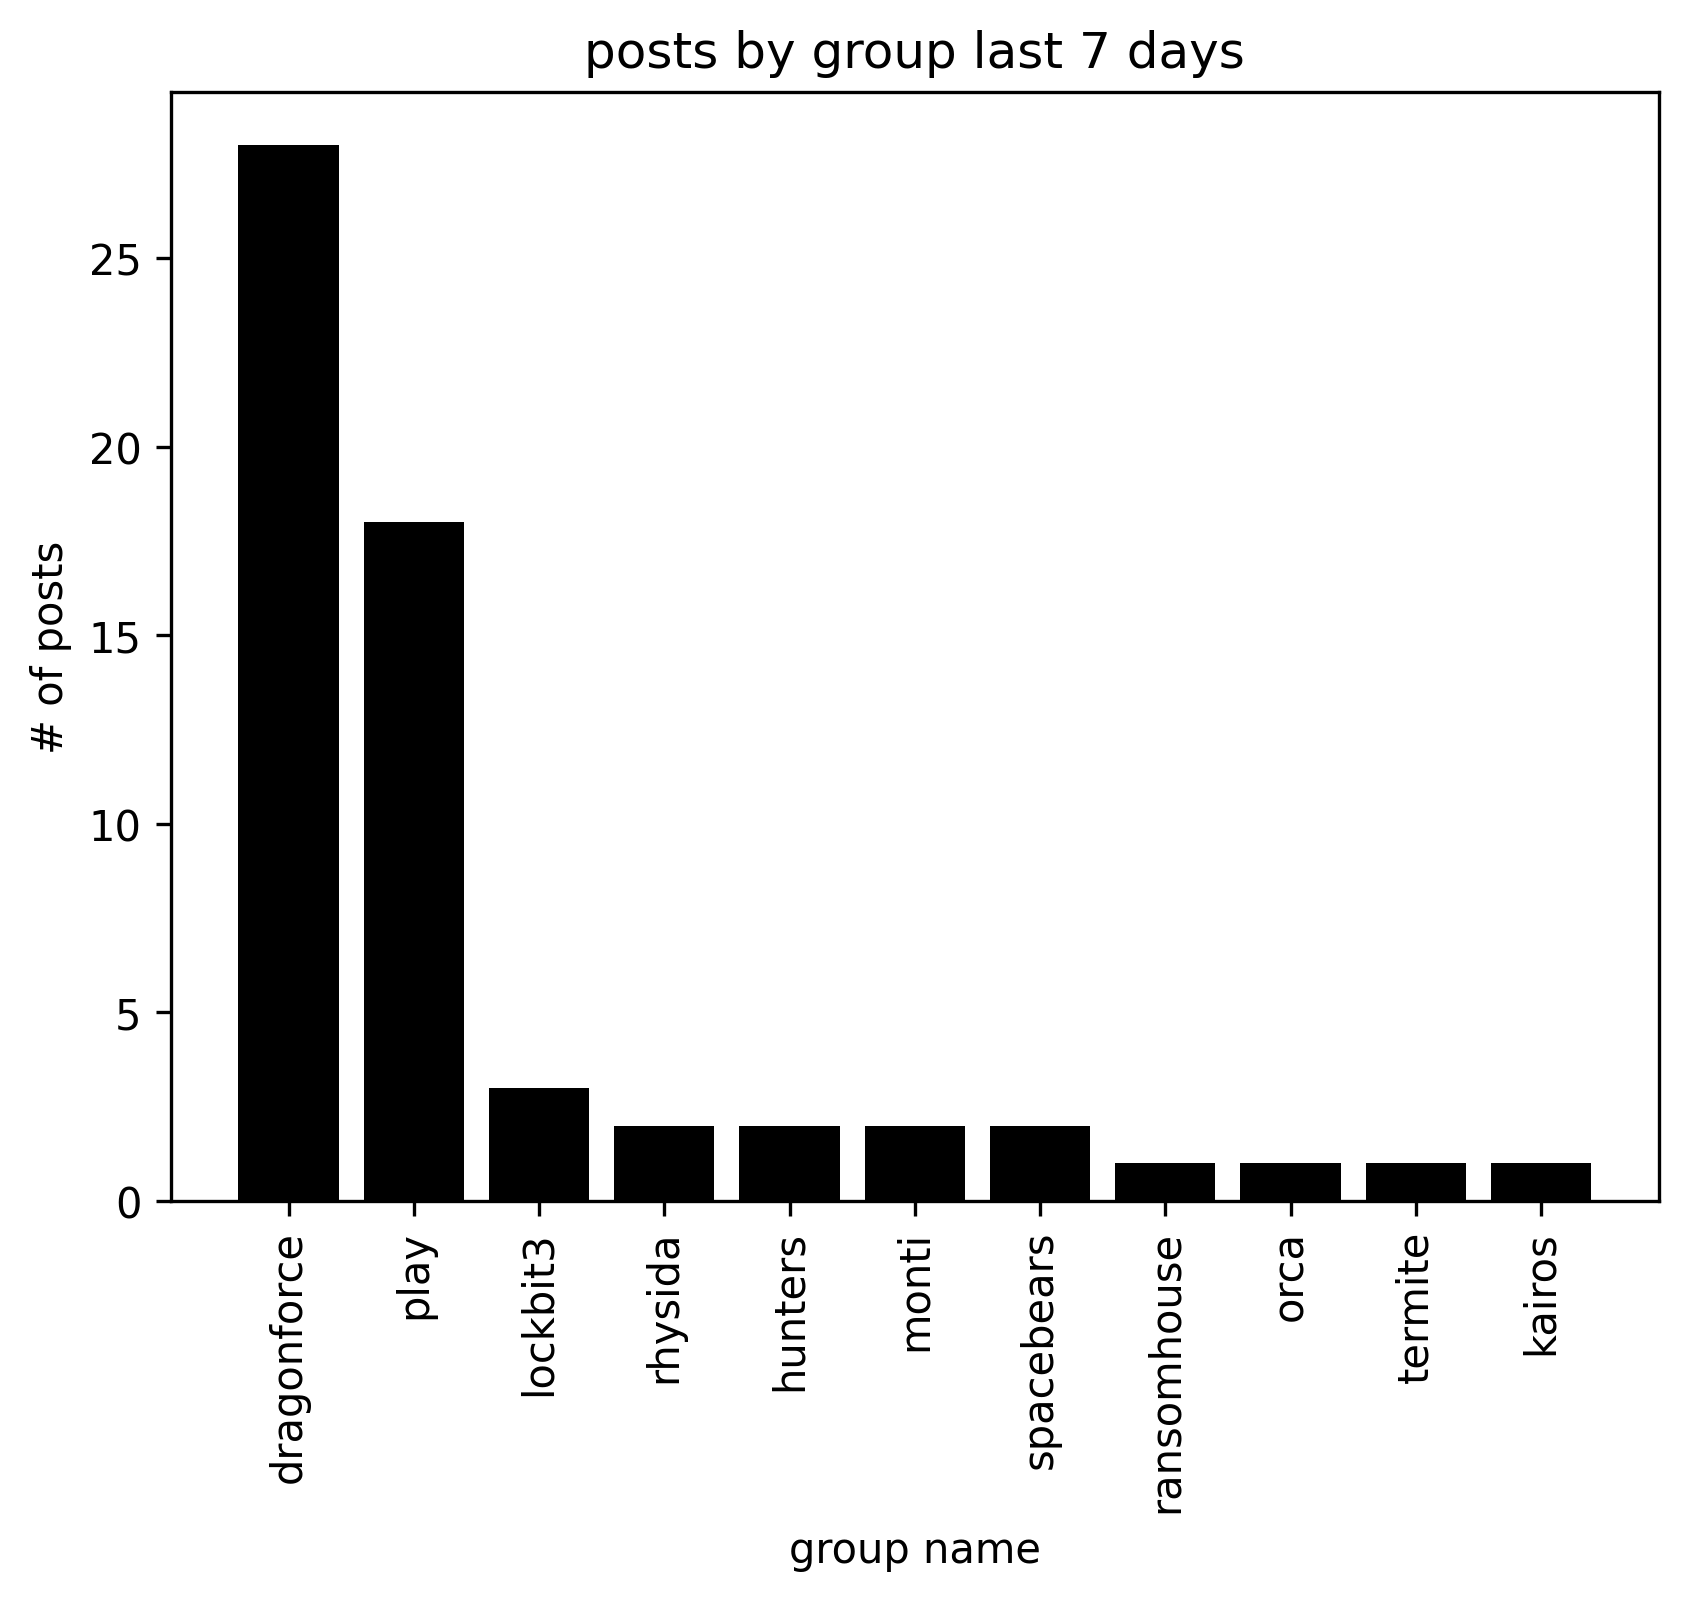 posts by group last 7 days
# of posts
25
20
15
10
5
0
dragonforce
play
lockbit3
rhysida
hunters
monti
spacebears
ransomhouse
orca
termite
kairos
group name